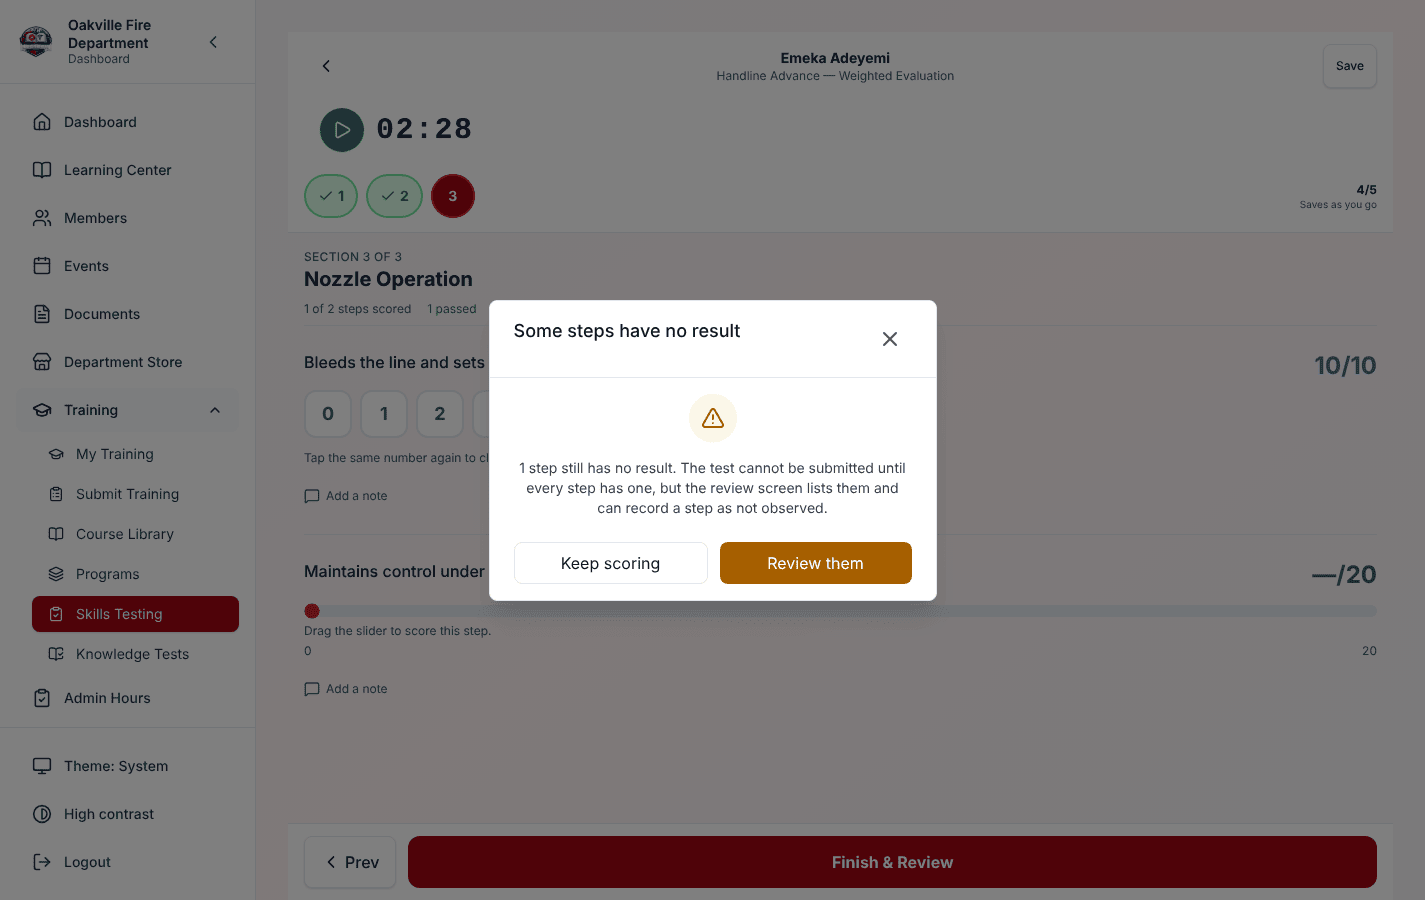 Oakville Fire
Department
Dashboard
Dashboard
Learning Center
Members
Events
Documents
Department Store
Training
My Training
Submit Training
Course Library
Programs
Skills Testing
Knowledge Tests
Admin Hours
Theme: System
High contrast
Logout
Emeka Adeyemi
Handline Advance — Weighted Evaluation
Save
02:28
1 2 3
4/5
Saves as you go
SECTION 3 OF 3
Nozzle Operation
1 of 2 steps scored 1 passed
Bleeds the line and sets
10/10
0 1 2
Tap the same number again to
Add a note
Maintains control under
—/20
Drag the slider to score this step.
0 20
Add a note
Some steps have no result
1 step still has no result. The test cannot be submitted until
every step has one, but the review screen lists them and
can record a step as not observed.
Keep scoring
Review them
Prev
Finish & Review